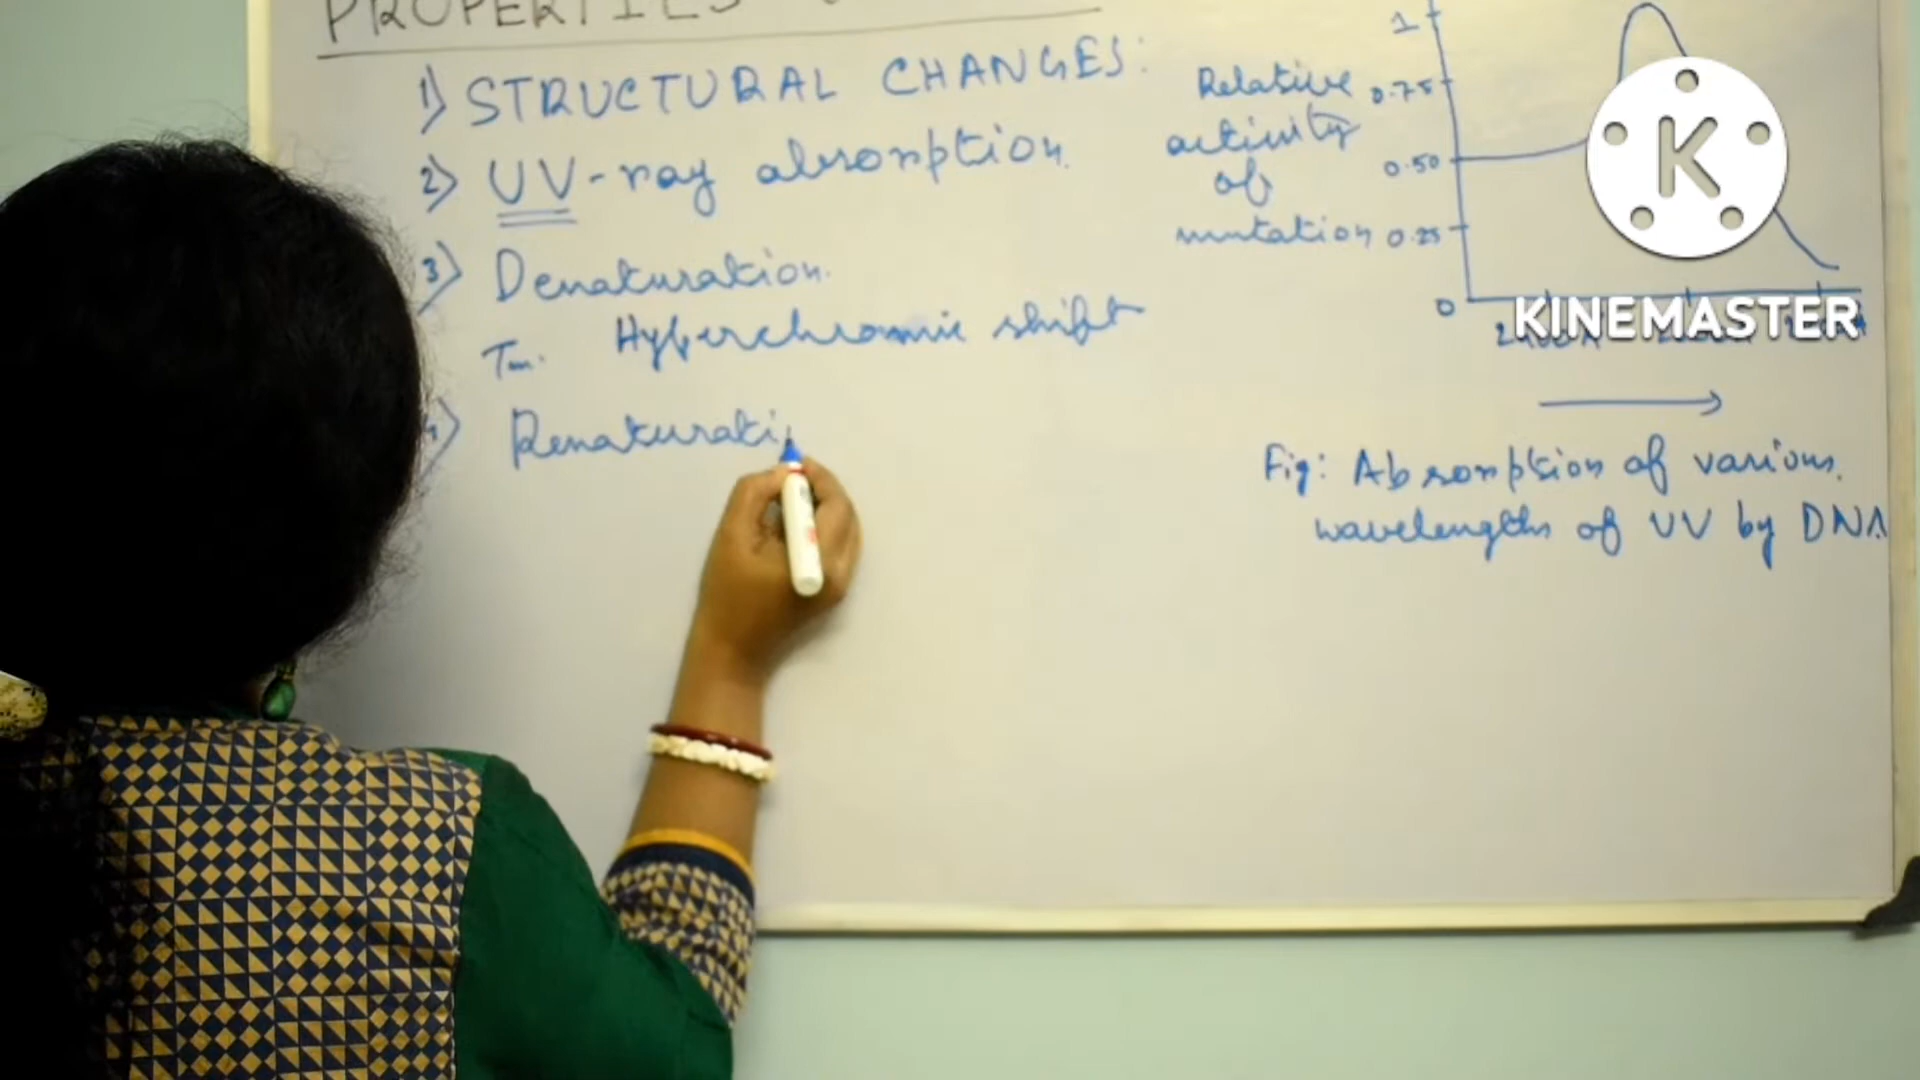 PROPERTIES
1) STRUCTURAL CHANGES:
2) UV-ray absorption.
3) Denaturation.
Tm. Hyperchromic shift
4) Renaturati
1
0.75
0.50
0.25
0
Relative
activity
of
mutation
KINEMASTER
Fig: Absorption of various
wavelengths of UV by DNA